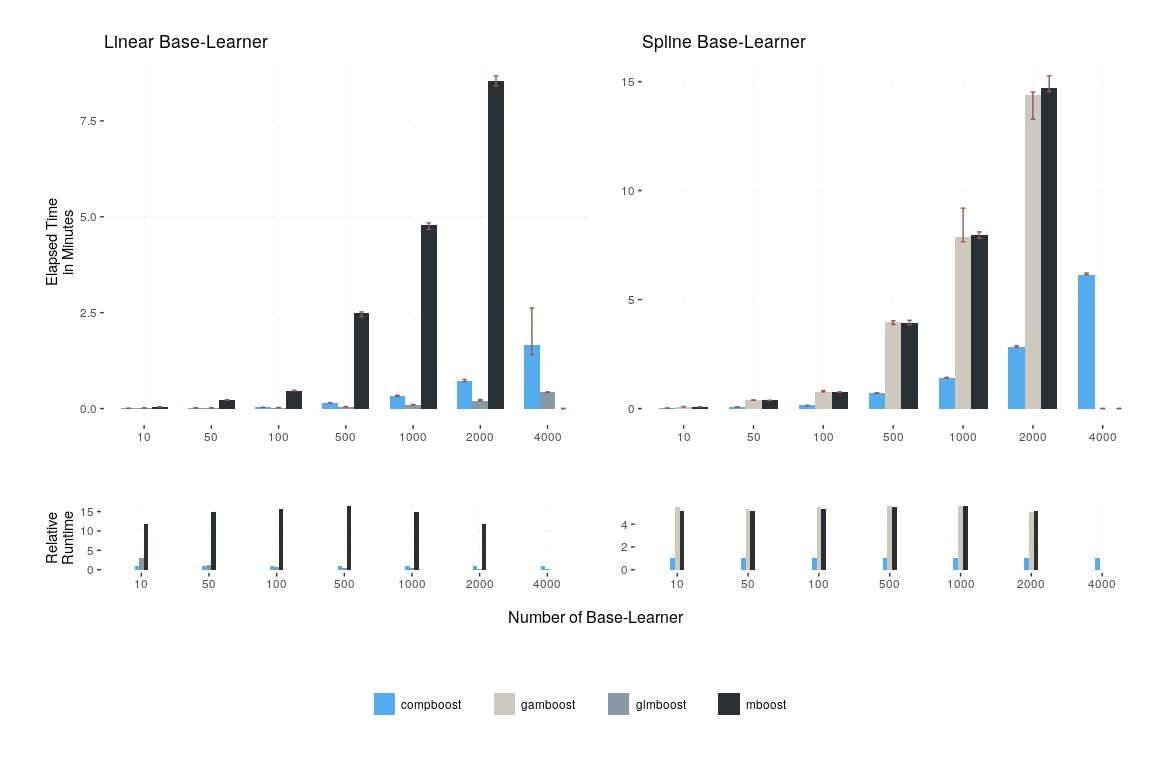 Linear Base-Learner
Spline Base-Learner
Elapsed Time
in Minutes
7.5
5.0
2.5
0.0
10 50 100 500 1000 2000 4000
15
10
5
0
10 50 100 500 1000 2000 4000
Relative
Runtime
15
10
5
0
10 50 100 500 1000 2000 4000
4
2
0
10 50 100 500 1000 2000 4000
Number of Base-Learner
compboost gamboost glmboost mboost